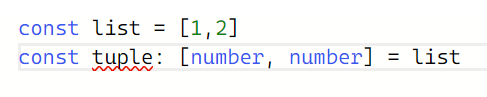 const list = [1,2]
const tuple: [number, number] = list